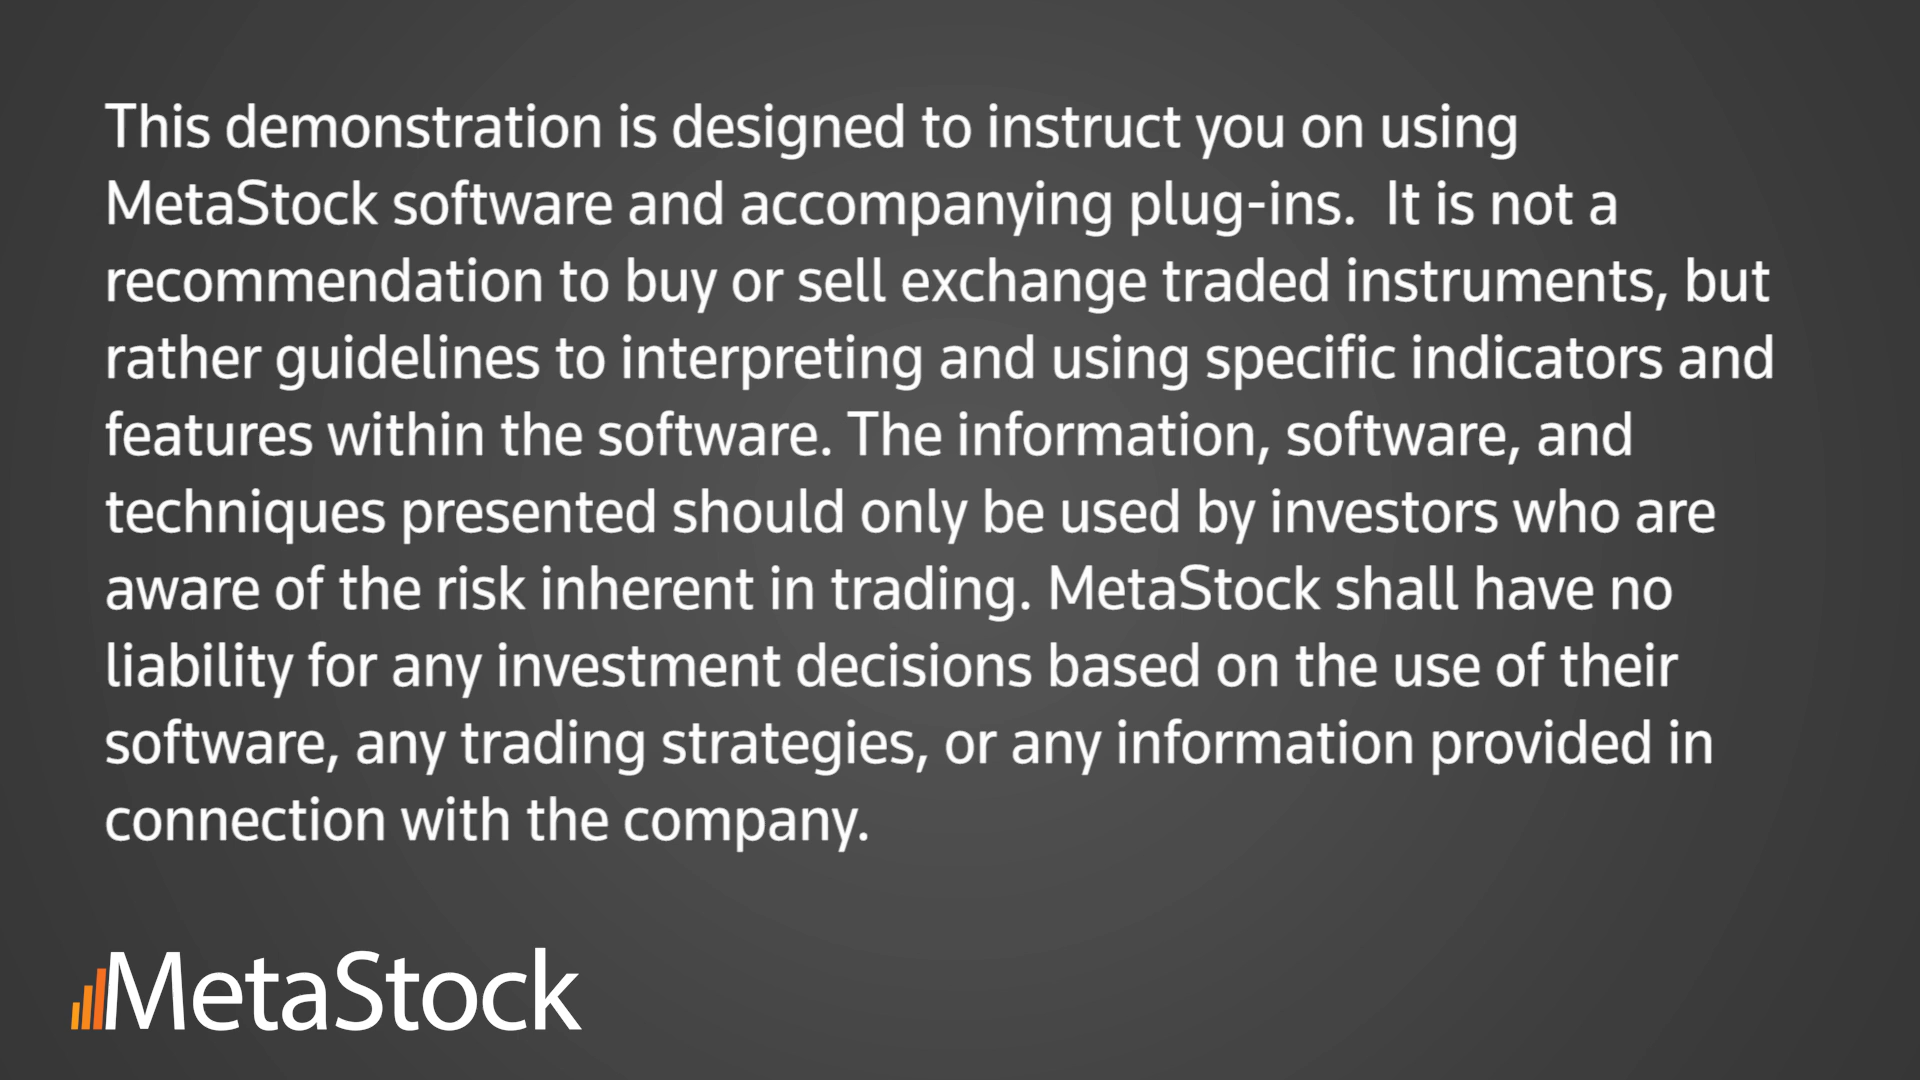 This demonstration is designed to instruct you on using
MetaStock software and accompanying plug-ins.  It is not a
recommendation to buy or sell exchange traded instruments, but
rather guidelines to interpreting and using specific indicators and
features within the software. The information, software, and
techniques presented should only be used by investors who are
aware of the risk inherent in trading. MetaStock shall have no
liability for any investment decisions based on the use of their
software, any trading strategies, or any information provided in
connection with the company.
MetaStock